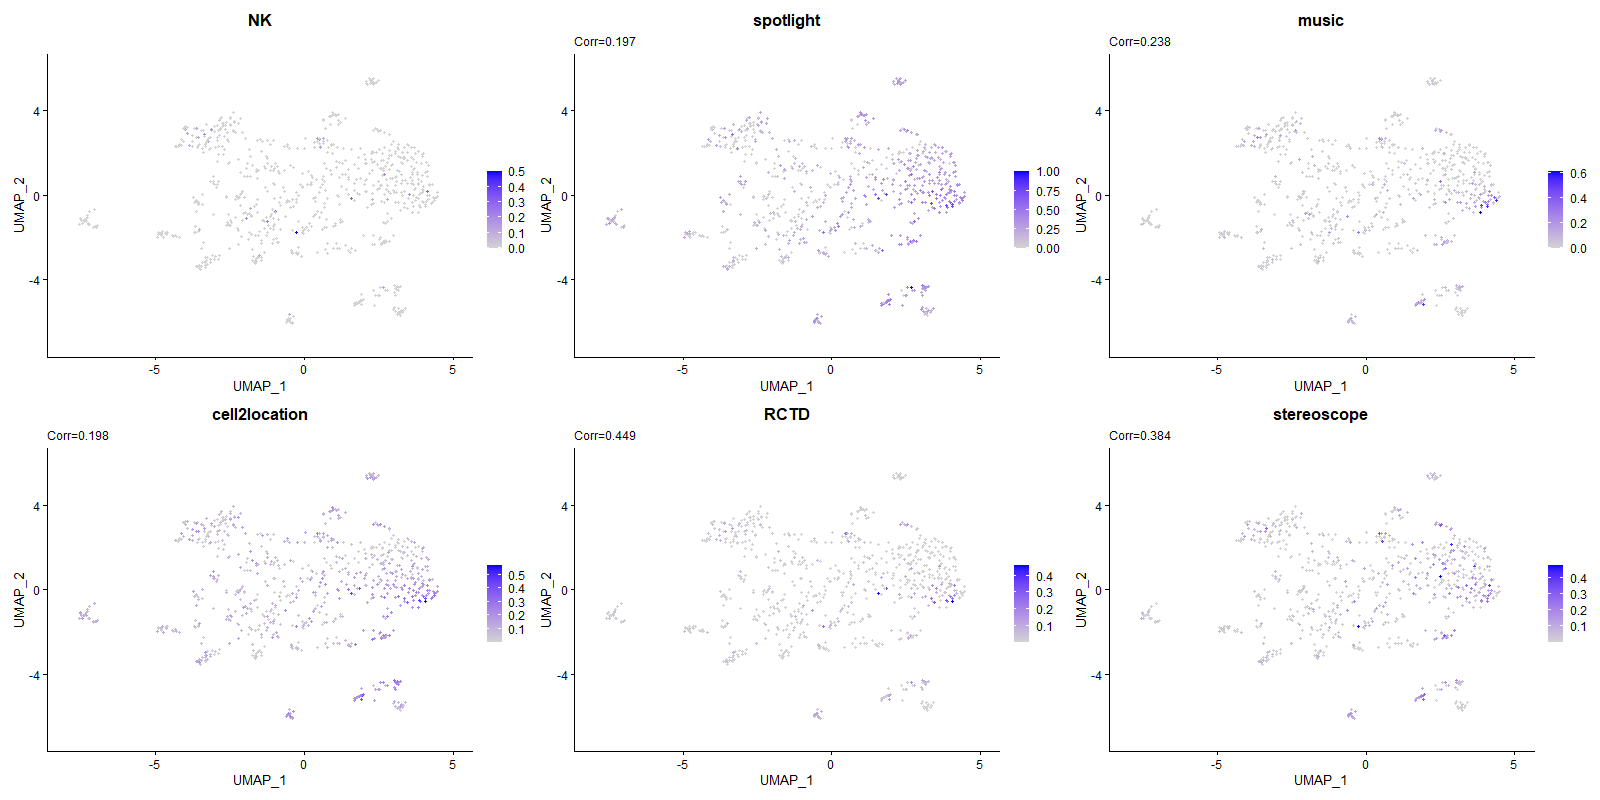 NK
spotlight
music
Corr=0.197
Corr=0.238
4
0
-4
UMAP_2
-5
0
5
UMAP_1
0.5
0.4
0.3
0.2
0.1
0.0
4
0
-4
UMAP_2
-5
0
5
UMAP_1
1.00
0.75
0.50
0.25
0.00
4
0
-4
UMAP_2
-5
0
5
UMAP_1
0.6
0.4
0.2
0.0
cell2location
RCTD
stereoscope
Corr=0.198
Corr=0.449
Corr=0.384
4
0
-4
UMAP_2
-5
0
5
UMAP_1
0.5
0.4
0.3
0.2
0.1
4
0
-4
UMAP_2
-5
0
5
UMAP_1
0.4
0.3
0.2
0.1
4
0
-4
UMAP_2
-5
0
5
UMAP_1
0.4
0.3
0.2
0.1